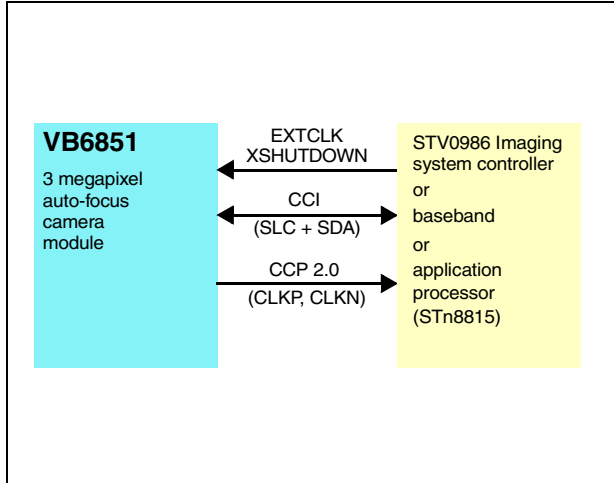 VB6851
3 megapixel
auto-focus
camera
module
EXTCLK
XSHUTDOWN
CCI
(SLC + SDA)
CCP 2.0
(CLKP, CLKN)
STV0986 Imaging
system controller
or
baseband
or
application
processor
(STn8815)